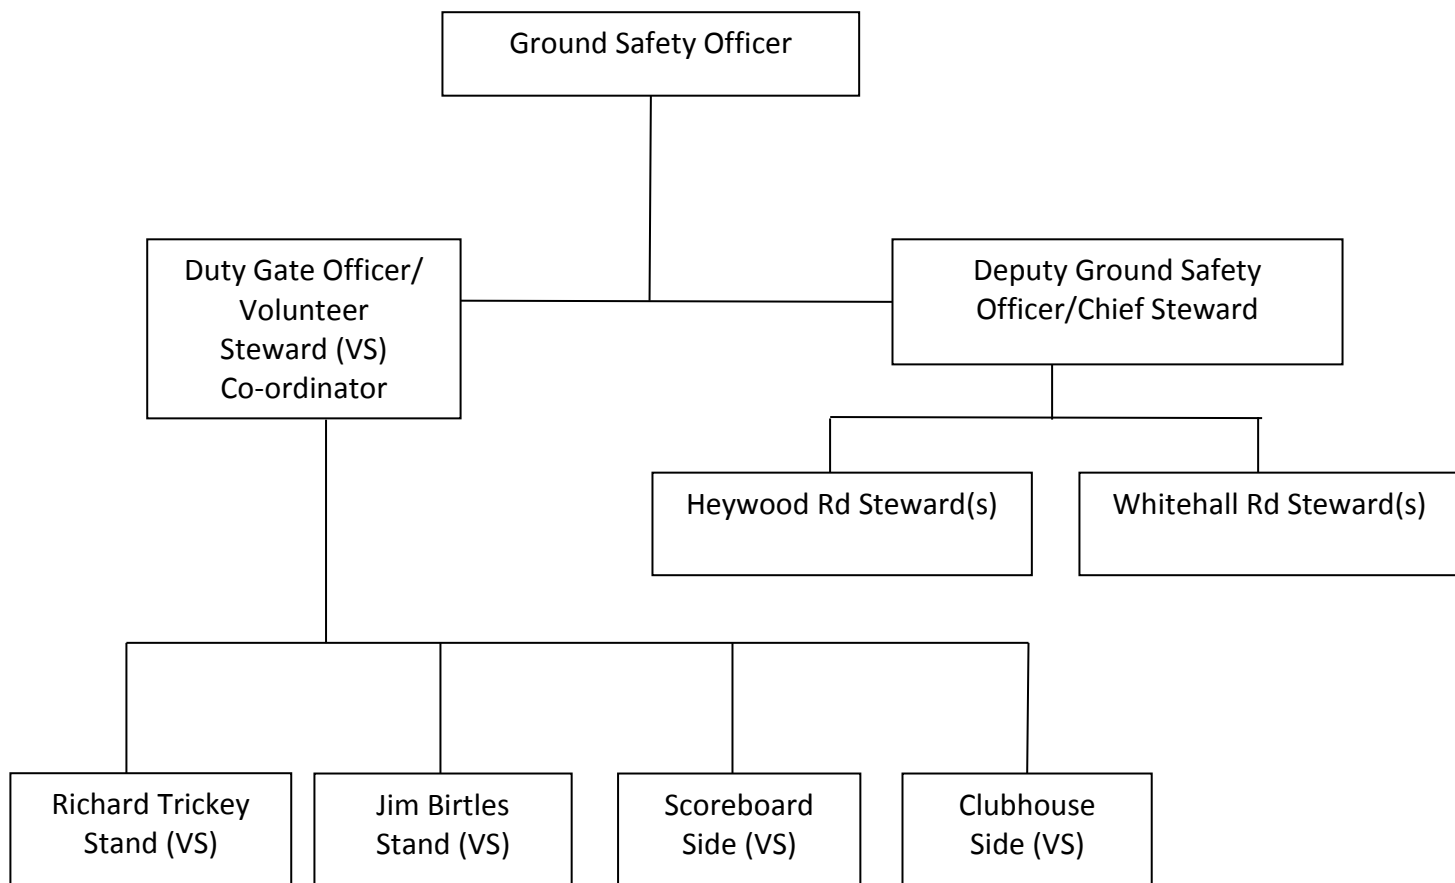 Ground Safety Officer
Duty Gate Officer/
Volunteer
Steward (VS)
Co-ordinator
Deputy Ground Safety
Officer/Chief Steward
Heywood Rd Steward(s)
Whitehall Rd Steward(s)
Richard Trickey
Stand (VS)
Jim Birtles
Stand (VS)
Scoreboard
Side (VS)
Clubhouse
Side (VS)